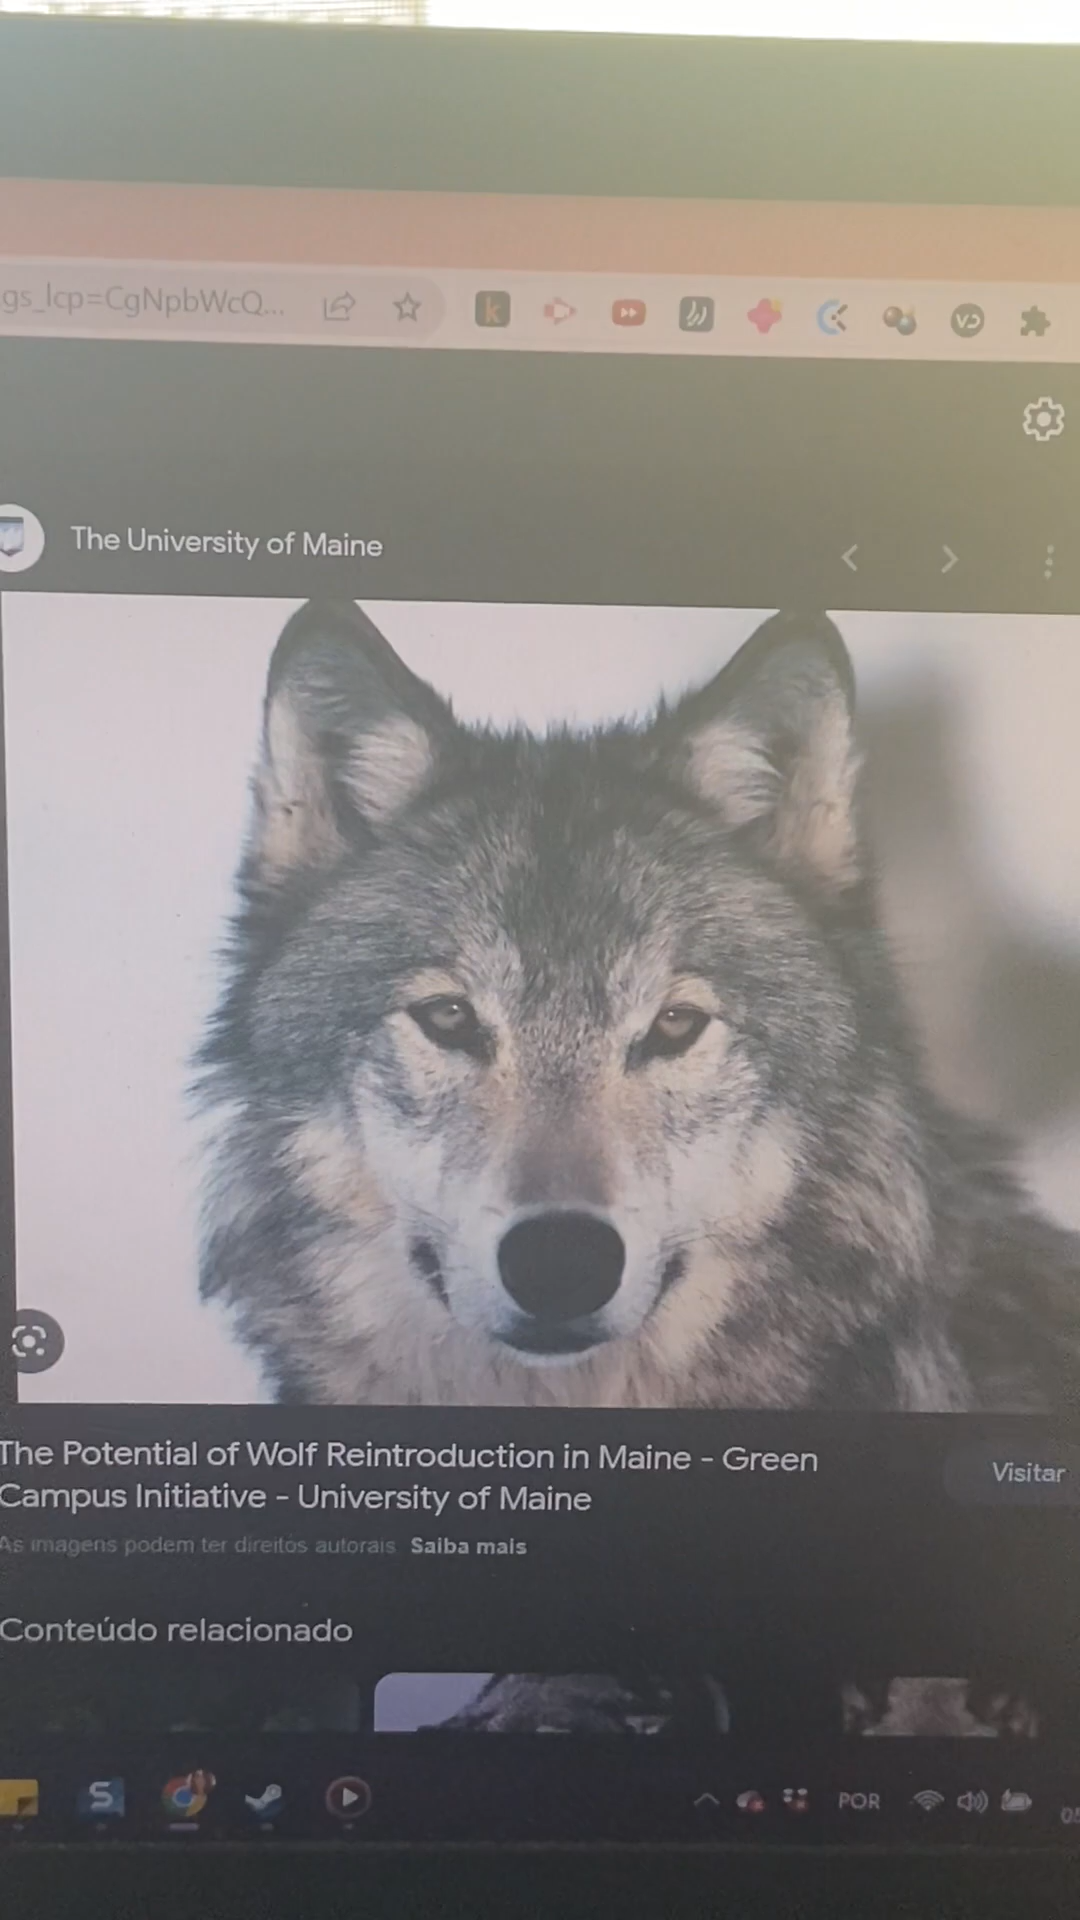 gs_lcp=CgNpbWcQ...
The University of Maine
The Potential of Wolf Reintroduction in Maine - Green
Campus Initiative - University of Maine
Visitar
As imagens podem ter direitos autorais Saiba mais
Conteúdo relacionado
POR